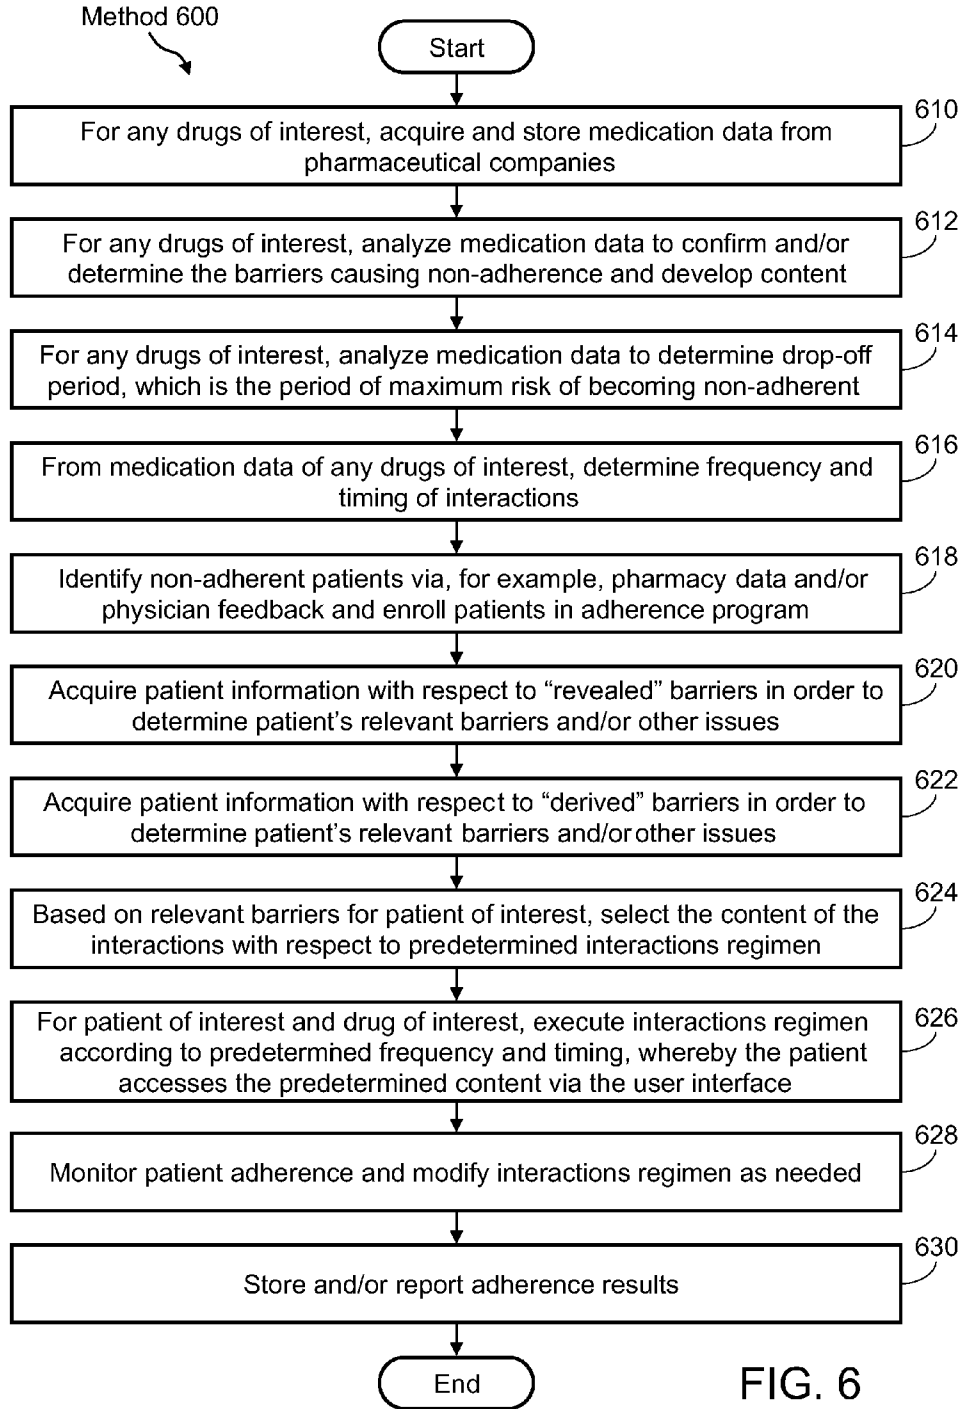 Method 600
Start
610
For any drugs of interest, acquire and store medication data from
pharmaceutical companies
612
For any drugs of interest, analyze medication data to confirm and/or
determine the barriers causing non-adherence and develop content
614
For any drugs of interest, analyze medication data to determine drop-off
period, which is the period of maximum risk of becoming non-adherent
616
From medication data of any drugs of interest, determine frequency and
timing of interactions
618
Identify non-adherent patients via, for example, pharmacy data and/or
physician feedback and enroll patients in adherence program
620
Acquire patient information with respect to “revealed” barriers in order to
determine patient’s relevant barriers and/or other issues
622
Acquire patient information with respect to “derived” barriers in order to
determine patient’s relevant barriers and/or other issues
624
Based on relevant barriers for patient of interest, select the content of the
interactions with respect to predetermined interactions regimen
626
For patient of interest and drug of interest, execute interactions regimen
according to predetermined frequency and timing, whereby the patient
accesses the predetermined content via the user interface
628
Monitor patient adherence and modify interactions regimen as needed
630
Store and/or report adherence results
End
FIG. 6